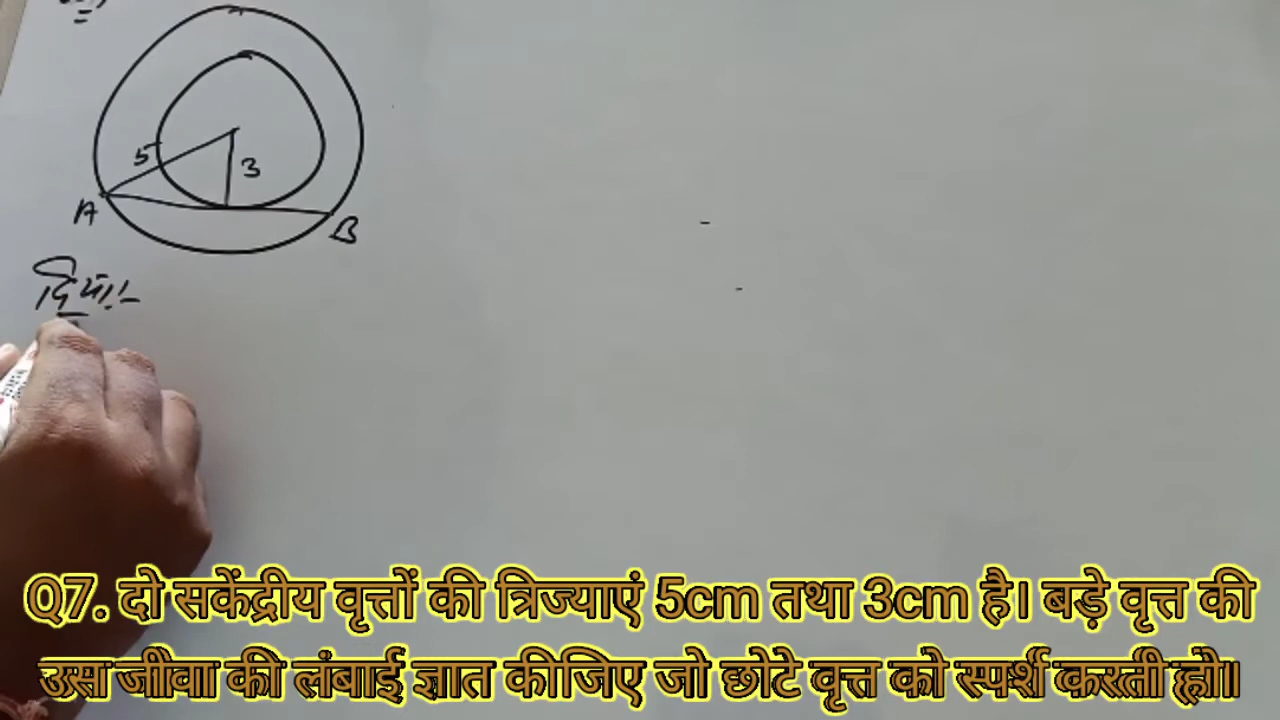 5
3
A
B
दिया:-
Q7. दो सकेंद्रीय वृत्तों की त्रिज्याएं 5cm तथा 3cm है। बड़े वृत्त की
उस जीवा की लंबाई ज्ञात कीजिए जो छोटे वृत्त को स्पर्श करती हो।